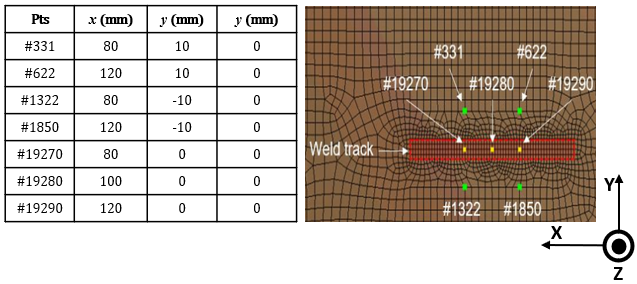 Pts x (mm) y (mm) y (mm)
#331 80 10 0
#622 120 10 0
#1322 80 -10 0
#1850 120 -10 0
#19270 80 0 0
#19280 100 0 0
#19290 120 0 0
#331 #622
#19270 #19280 #19290
Weld track
#1322 #1850
Y
X
Z